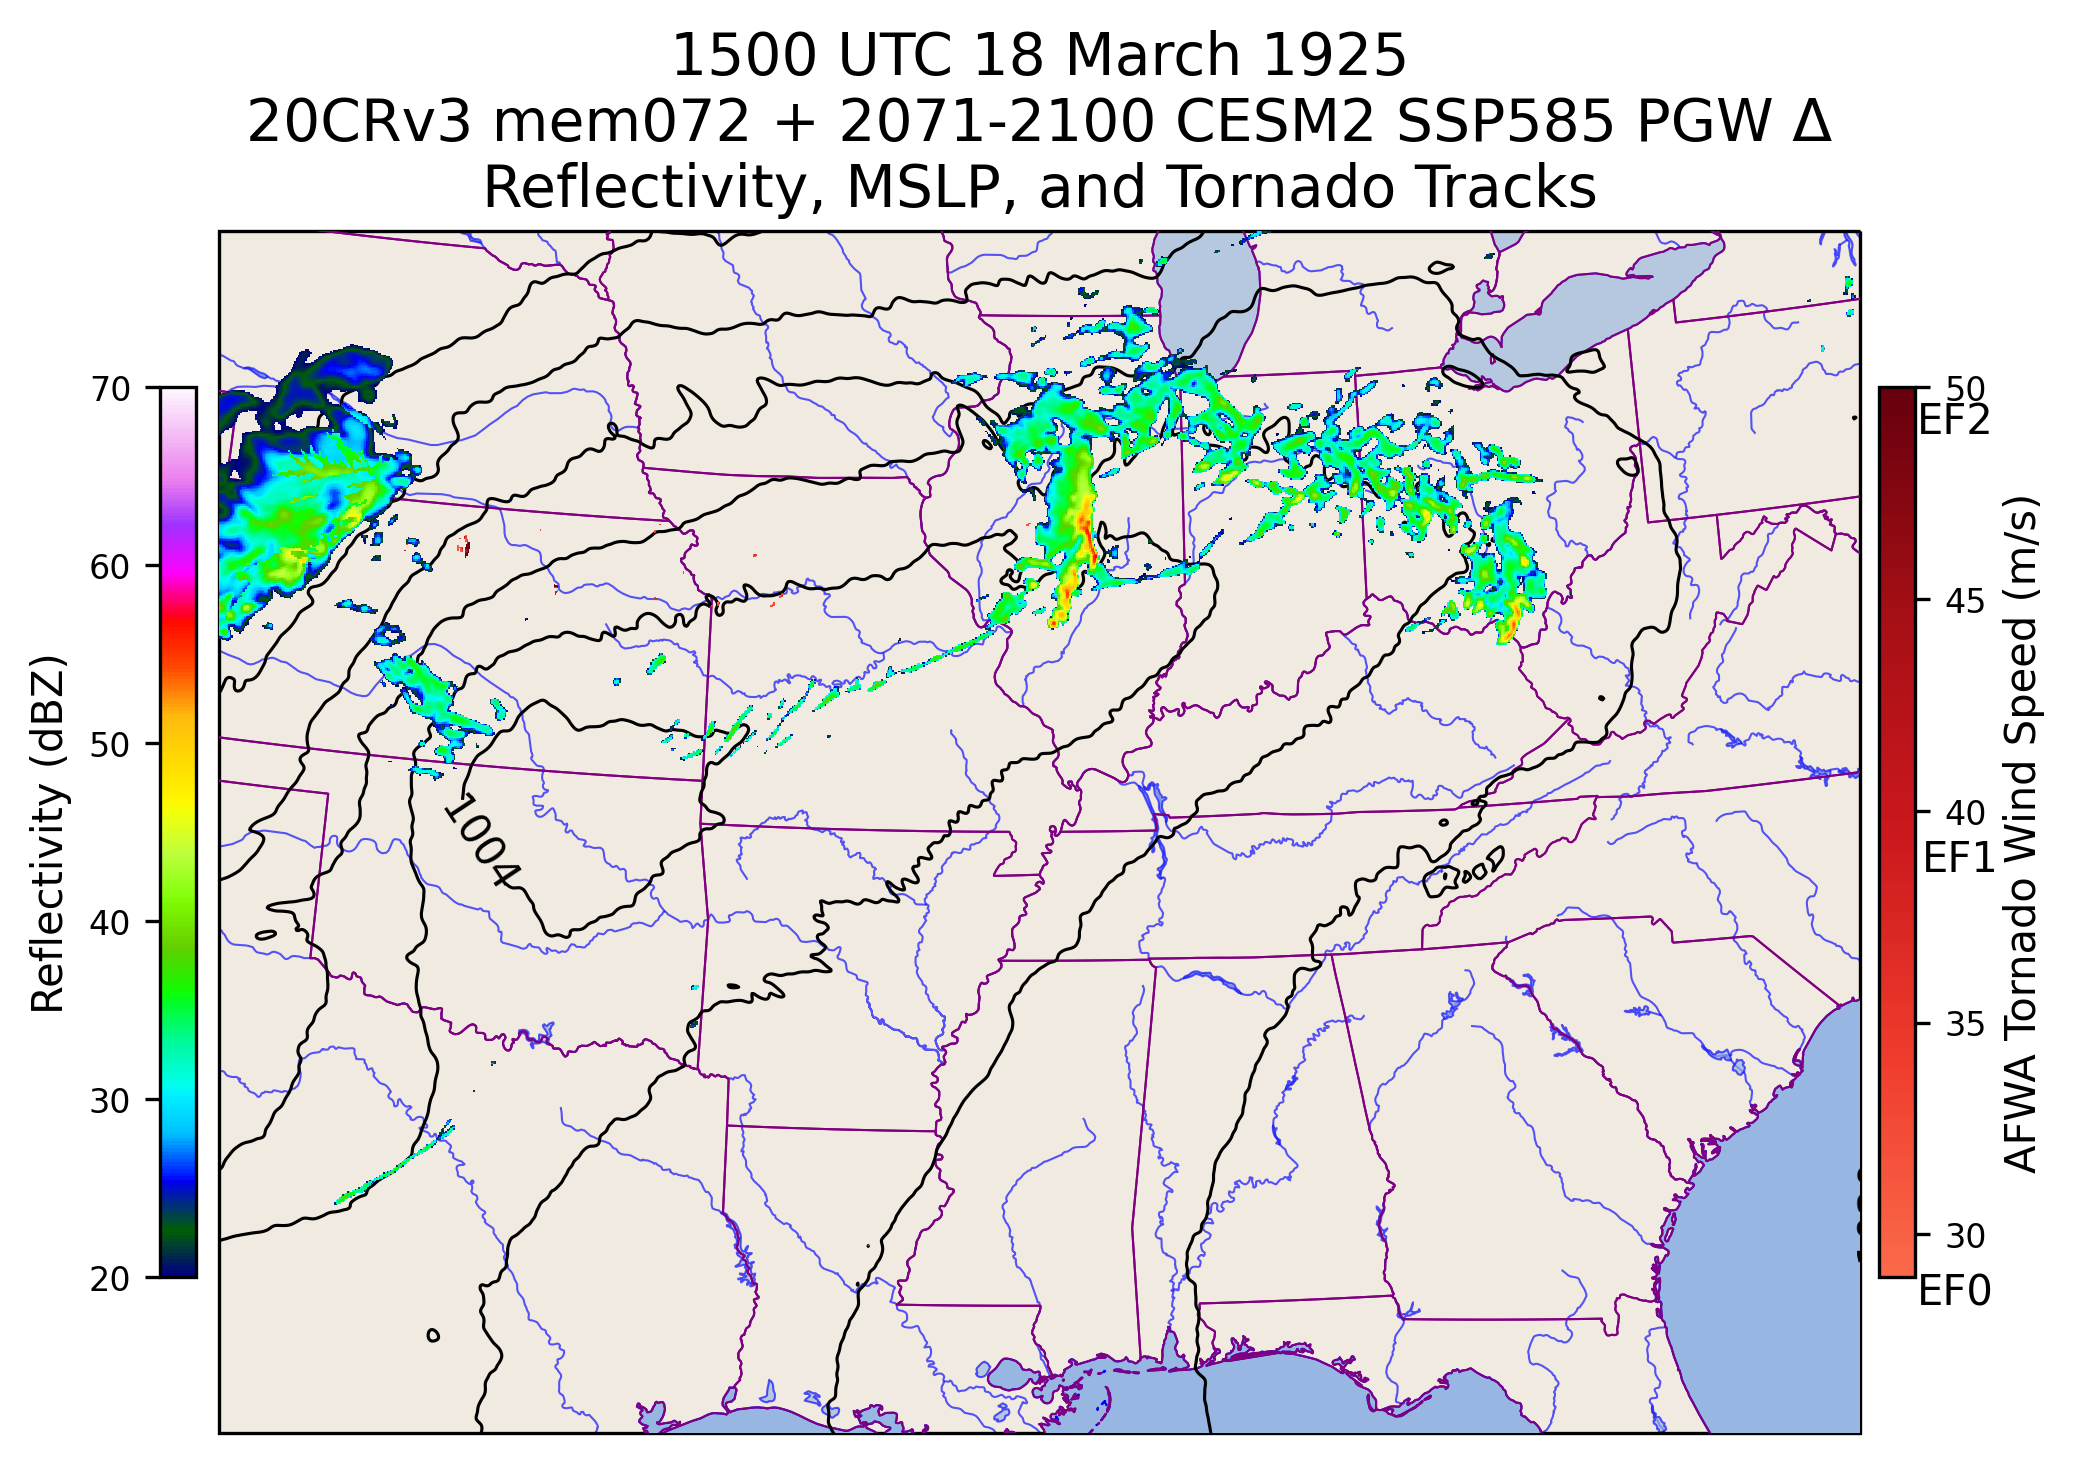 1500 UTC 18 March 1925
20CRv3 mem072 + 2071-2100 CESM2 SSP585 PGW Δ
Reflectivity, MSLP, and Tornado Tracks
70
60
50
40
30
20
Reflectivity (dBZ)
1004
50
EF2
45
40
EF1
35
30
EF0
AFWA Tornado Wind Speed (m/s)